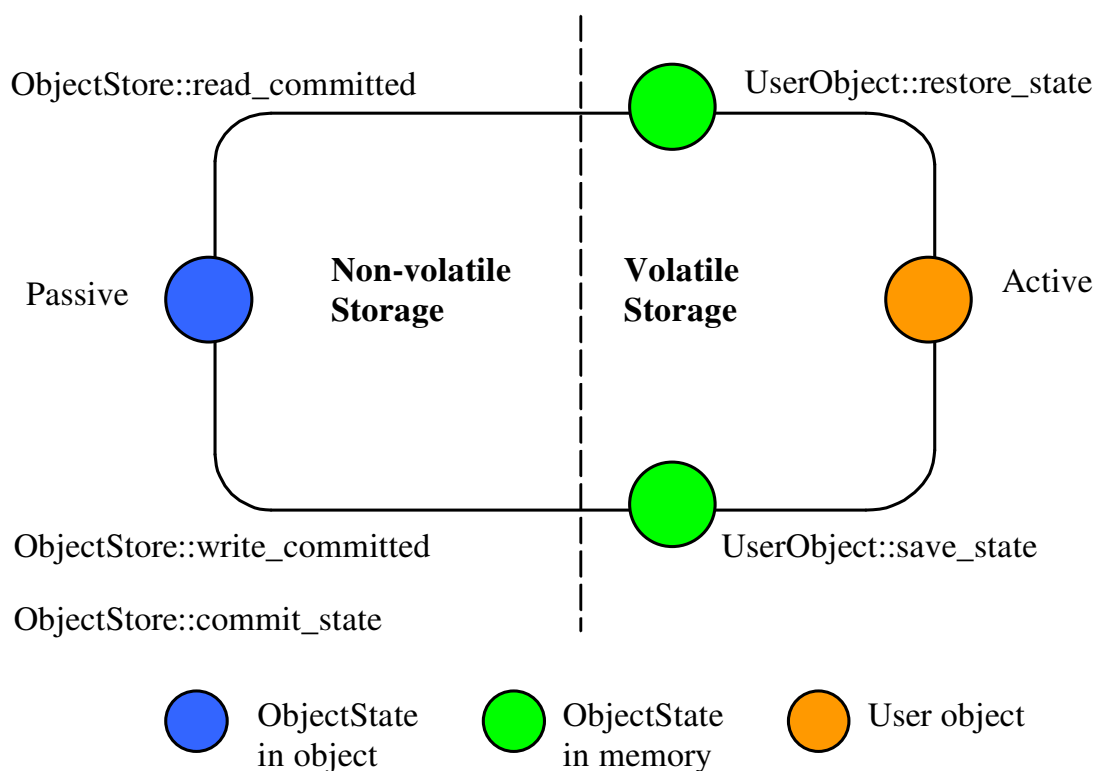 ObjectStore::read_committed
UserObject::restore_state
Non-volatile
Storage
Volatile
Storage
Passive
Active
ObjectStore::write_committed
UserObject::save_state
ObjectStore::commit_state
ObjectState
in object
ObjectState
in memory
User object